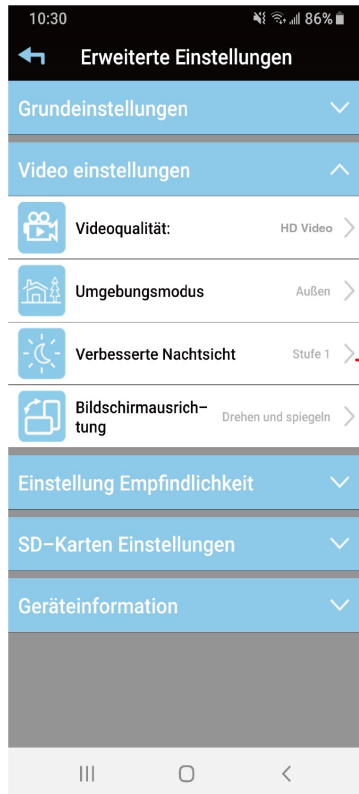 10:30 86%
Erweiterte Einstellungen
Grundeinstellungen
Video einstellungen
Videoqualität: HD Video
Umgebungsmodus Außen
Verbesserte Nachtsicht Stufe 1
Bildschirmausrich–
tung Drehen und spiegeln
Einstellung Empfindlichkeit
SD–Karten Einstellungen
Geräteinformation